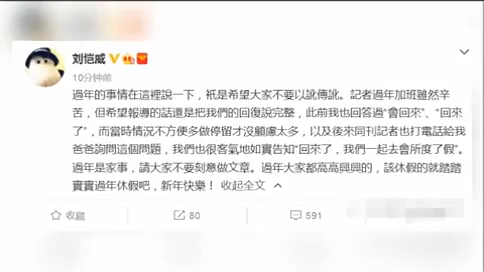 刘恺威
10分钟前
過年的事情在這裡說一下，衹是希望大家不要以訛傳訛。記者過年加班雖然辛
苦，但希望報導的話還是把我們的回復說完整，此前我也回答過“會回來”、“回來
了”，而當時情況不方便多做停留才沒顧慮太多，以及後來同刊記者也打電話給我
爸爸詢問這個問題，我們也很客氣地如實告知“回來了，我們一起去會所度了假”。
過年是家事，請大家不要刻意做文章。過年大家都高高興興的，該休假的就踏踏
實實過年休假吧，新年快樂！ 收起全文
收藏 80 591